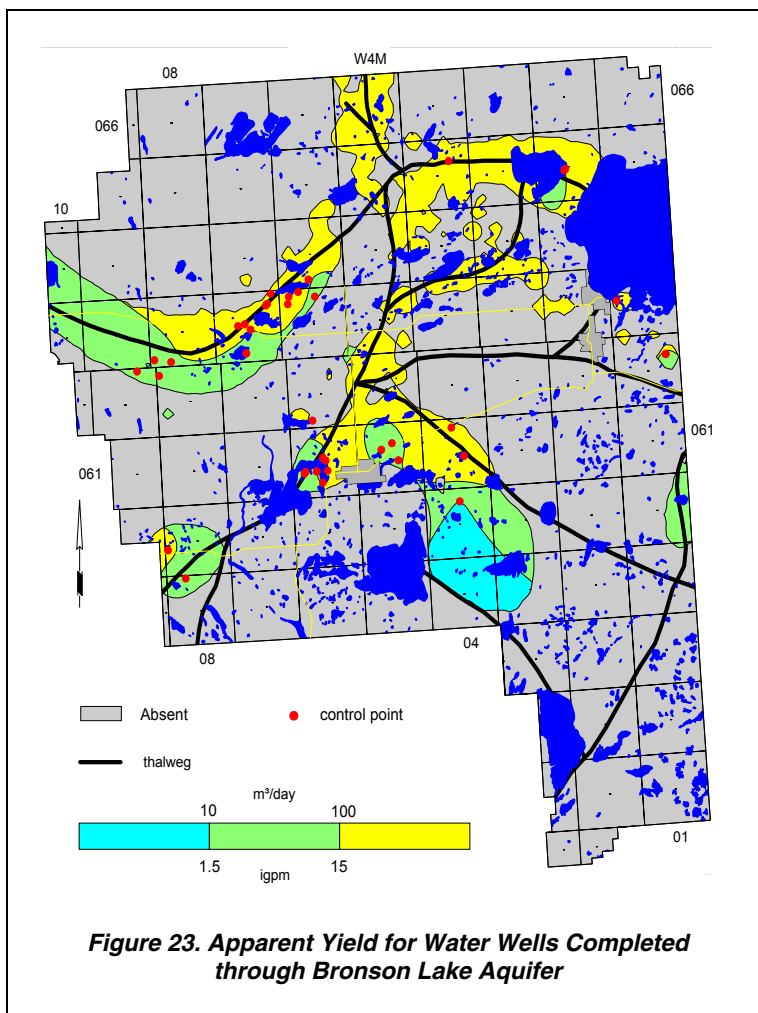 W4M
08
066
066
10
061
061
04
08
Absent
control point
thalweg
m³/day
10
100
1.5
15
igpm
01
Figure 23. Apparent Yield for Water Wells Completed
through Bronson Lake Aquifer